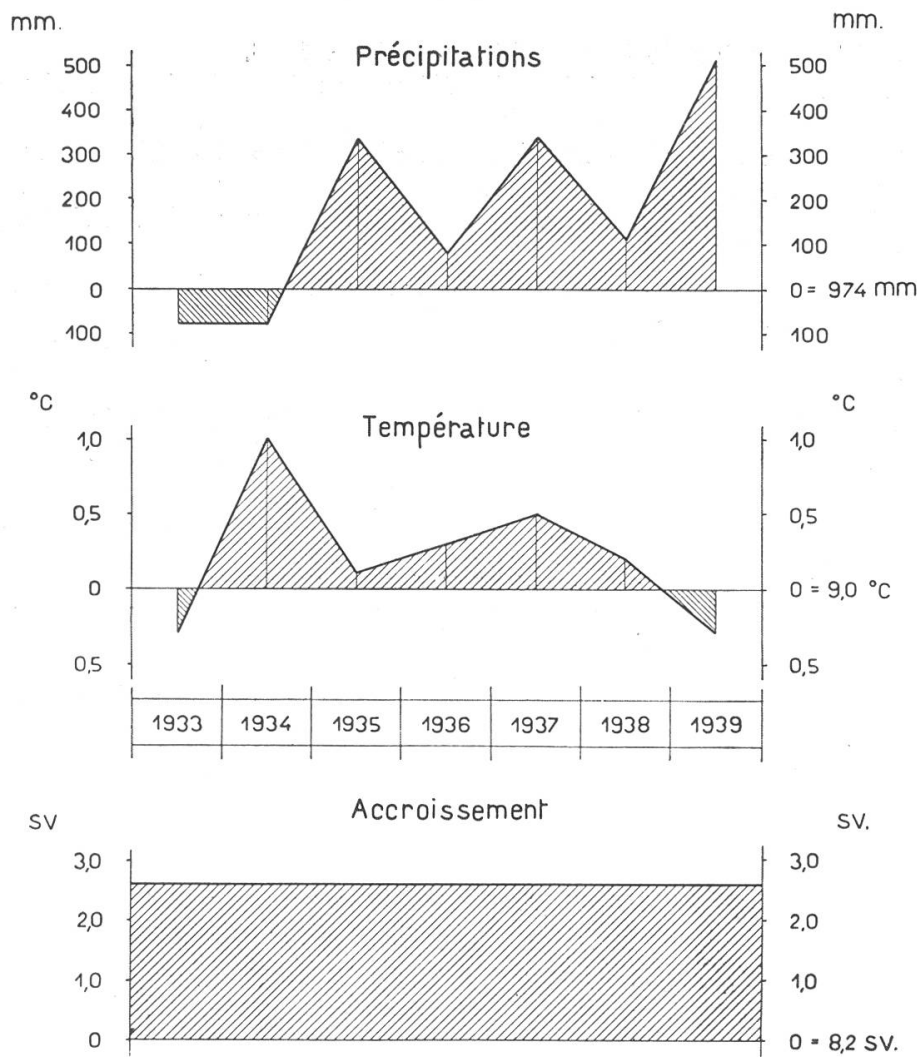 mm. mm.
Précipitations
500 500
400 400
300 300
200 200
100 100
0 0 = 974 mm
100 100
°C °C
Température
1,0 1,0
0,5 0,5
0 0 = 9,0 °C
0,5 0,5
1933 1934 1935 1936 1937 1938 1939
Accroissement
SV SV.
3,0 3,0
2,0 2,0
1,0 1,0
0 0 = 8,2 SV.